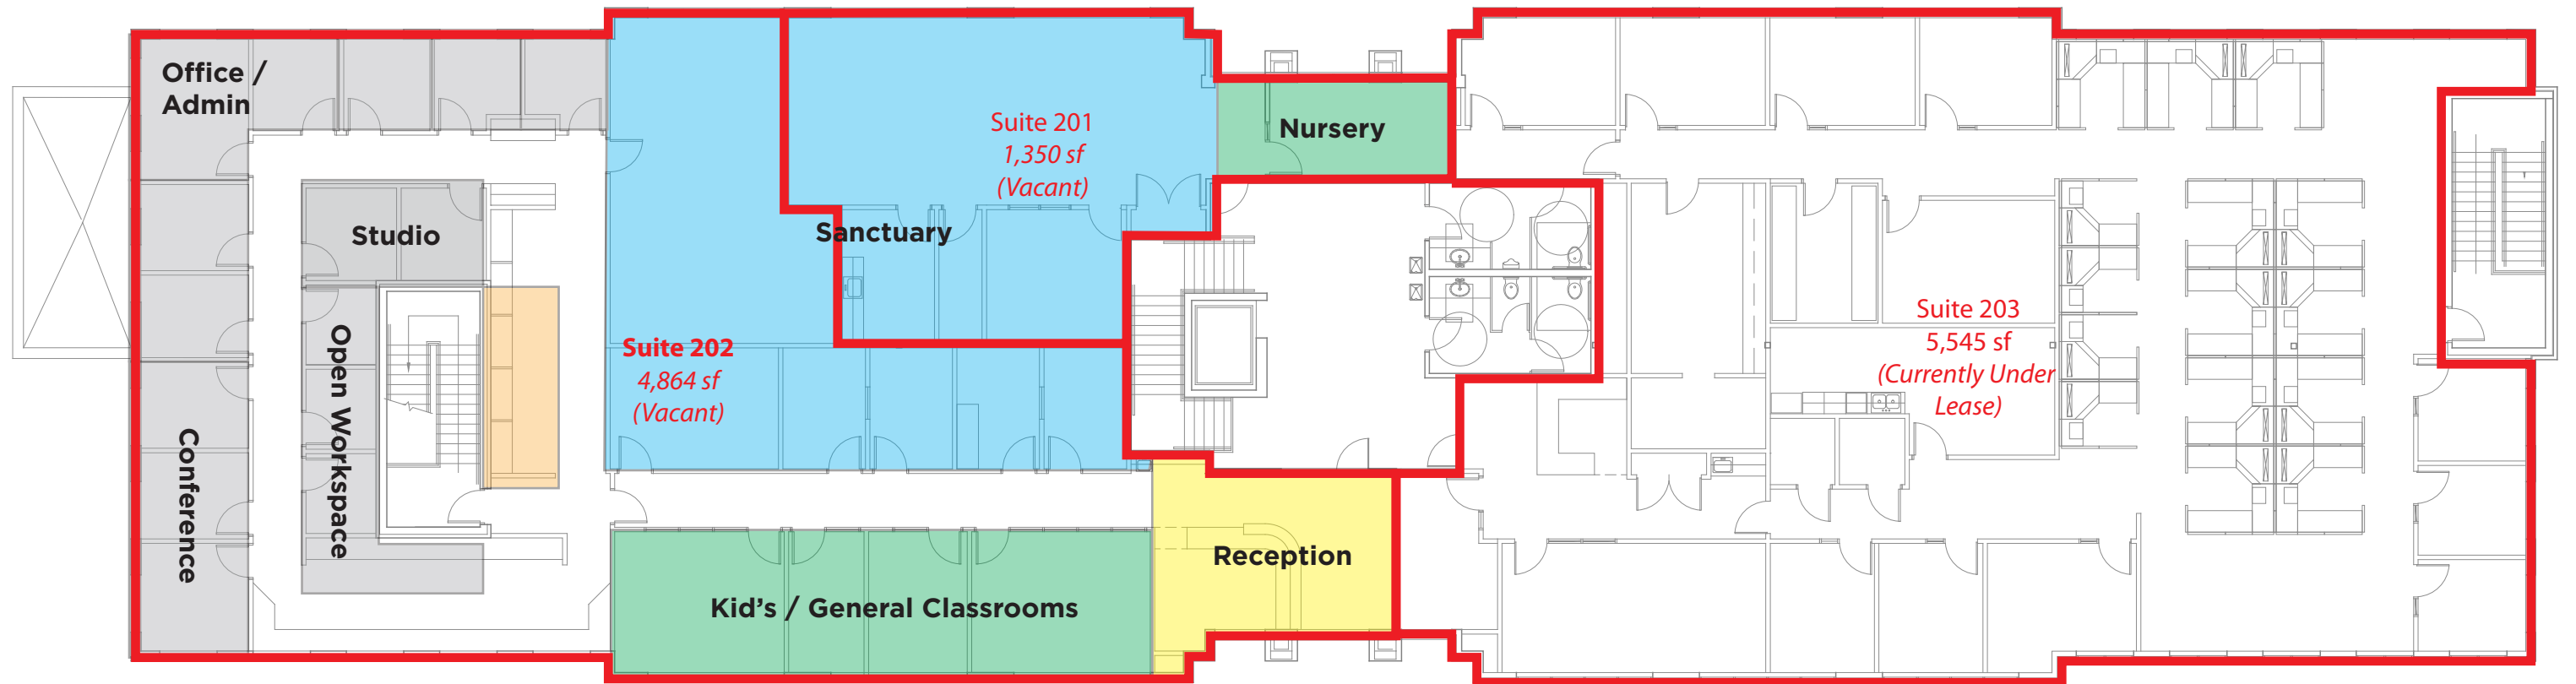 Office /
Admin
Studio
Open Workspace
Conference
Suite 201
1,350 sf
(Vacant)
Sanctuary
Suite 202
4,864 sf
(Vacant)
Nursery
Kid's / General Classrooms
Reception
Suite 203
5,545 sf
(Currently Under
Lease)